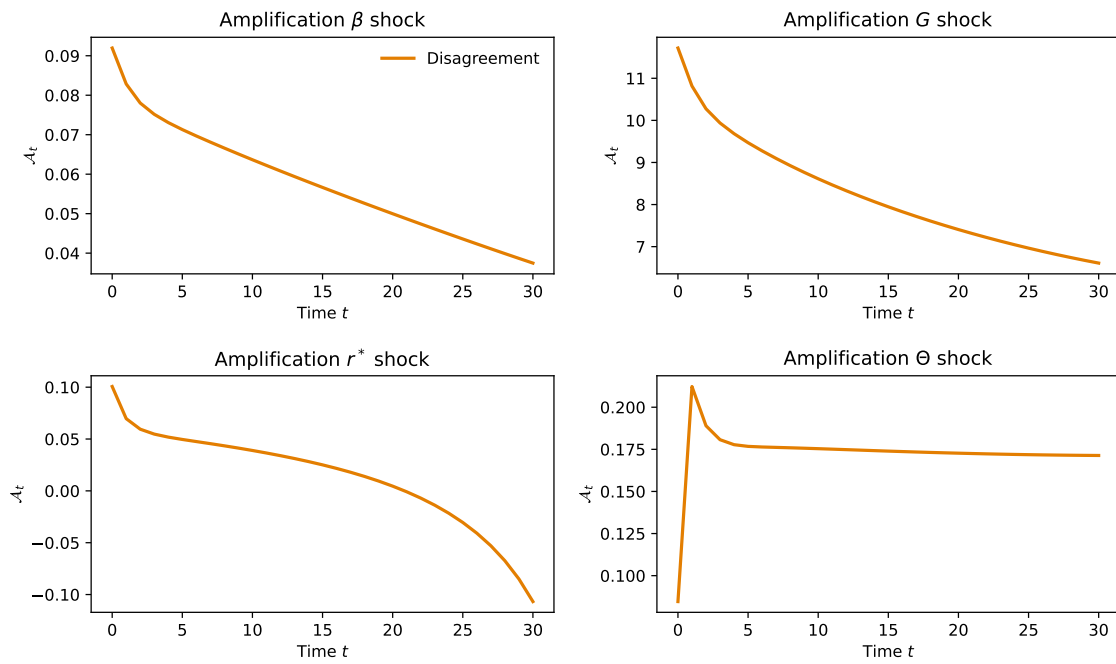 Amplification β shock
0.09
0.08
0.07
0.06
0.05
0.04
𝒜ₜ
0 5 10 15 20 25 30
Time t
Disagreement
Amplification G shock
11
10
9
8
7
𝒜ₜ
0 5 10 15 20 25 30
Time t
Amplification r* shock
0.10
0.05
0.00
−0.05
−0.10
𝒜ₜ
0 5 10 15 20 25 30
Time t
Amplification Θ shock
0.200
0.175
0.150
0.125
0.100
𝒜ₜ
0 5 10 15 20 25 30
Time t